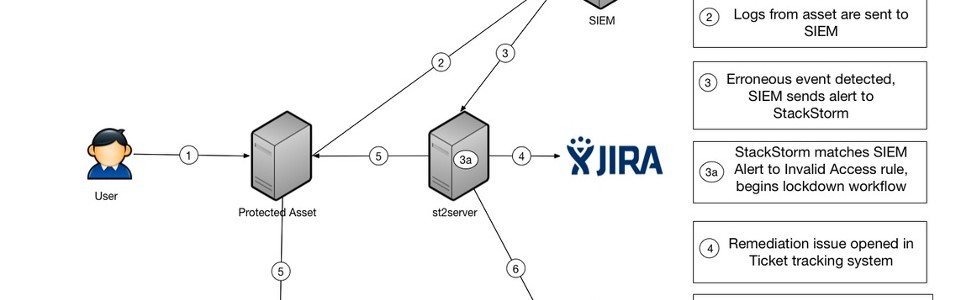 SIEM
2
3
1
5
3a
4
JIRA
User
Protected Asset
st2server
5
6
2
Logs from asset are sent to
SIEM
3
Erroneous event detected,
SIEM sends alert to
StackStorm
3a
StackStorm matches SIEM
Alert to Invalid Access rule,
begins lockdown workflow
4
Remediation issue opened in
Ticket tracking system